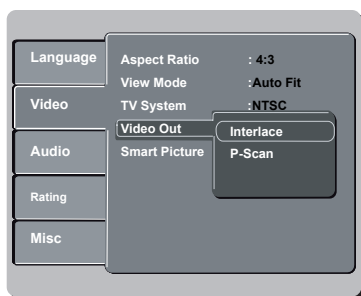 Language
Video
Audio
Rating
Misc
Aspect Ratio : 4:3
View Mode :Auto Fit
TV System :NTSC
Video Out
Smart Picture
Interlace
P-Scan